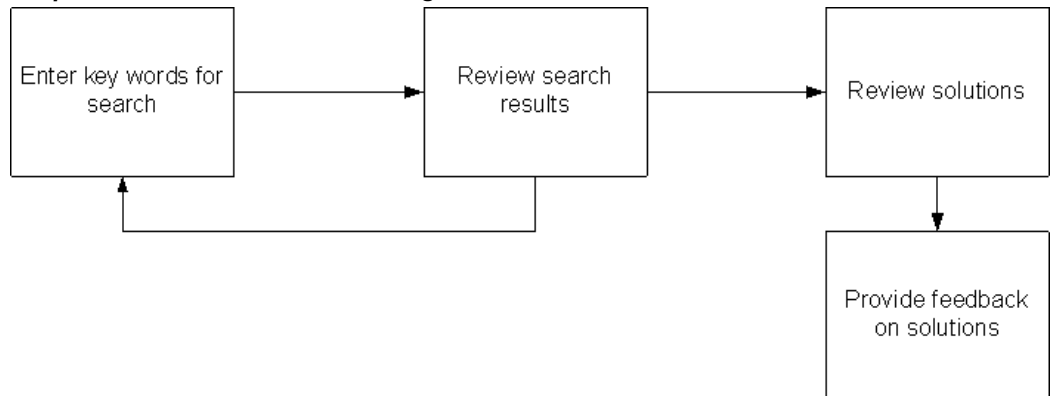 Enter key words for
search
Review search
results
Review solutions
Provide feedback
on solutions